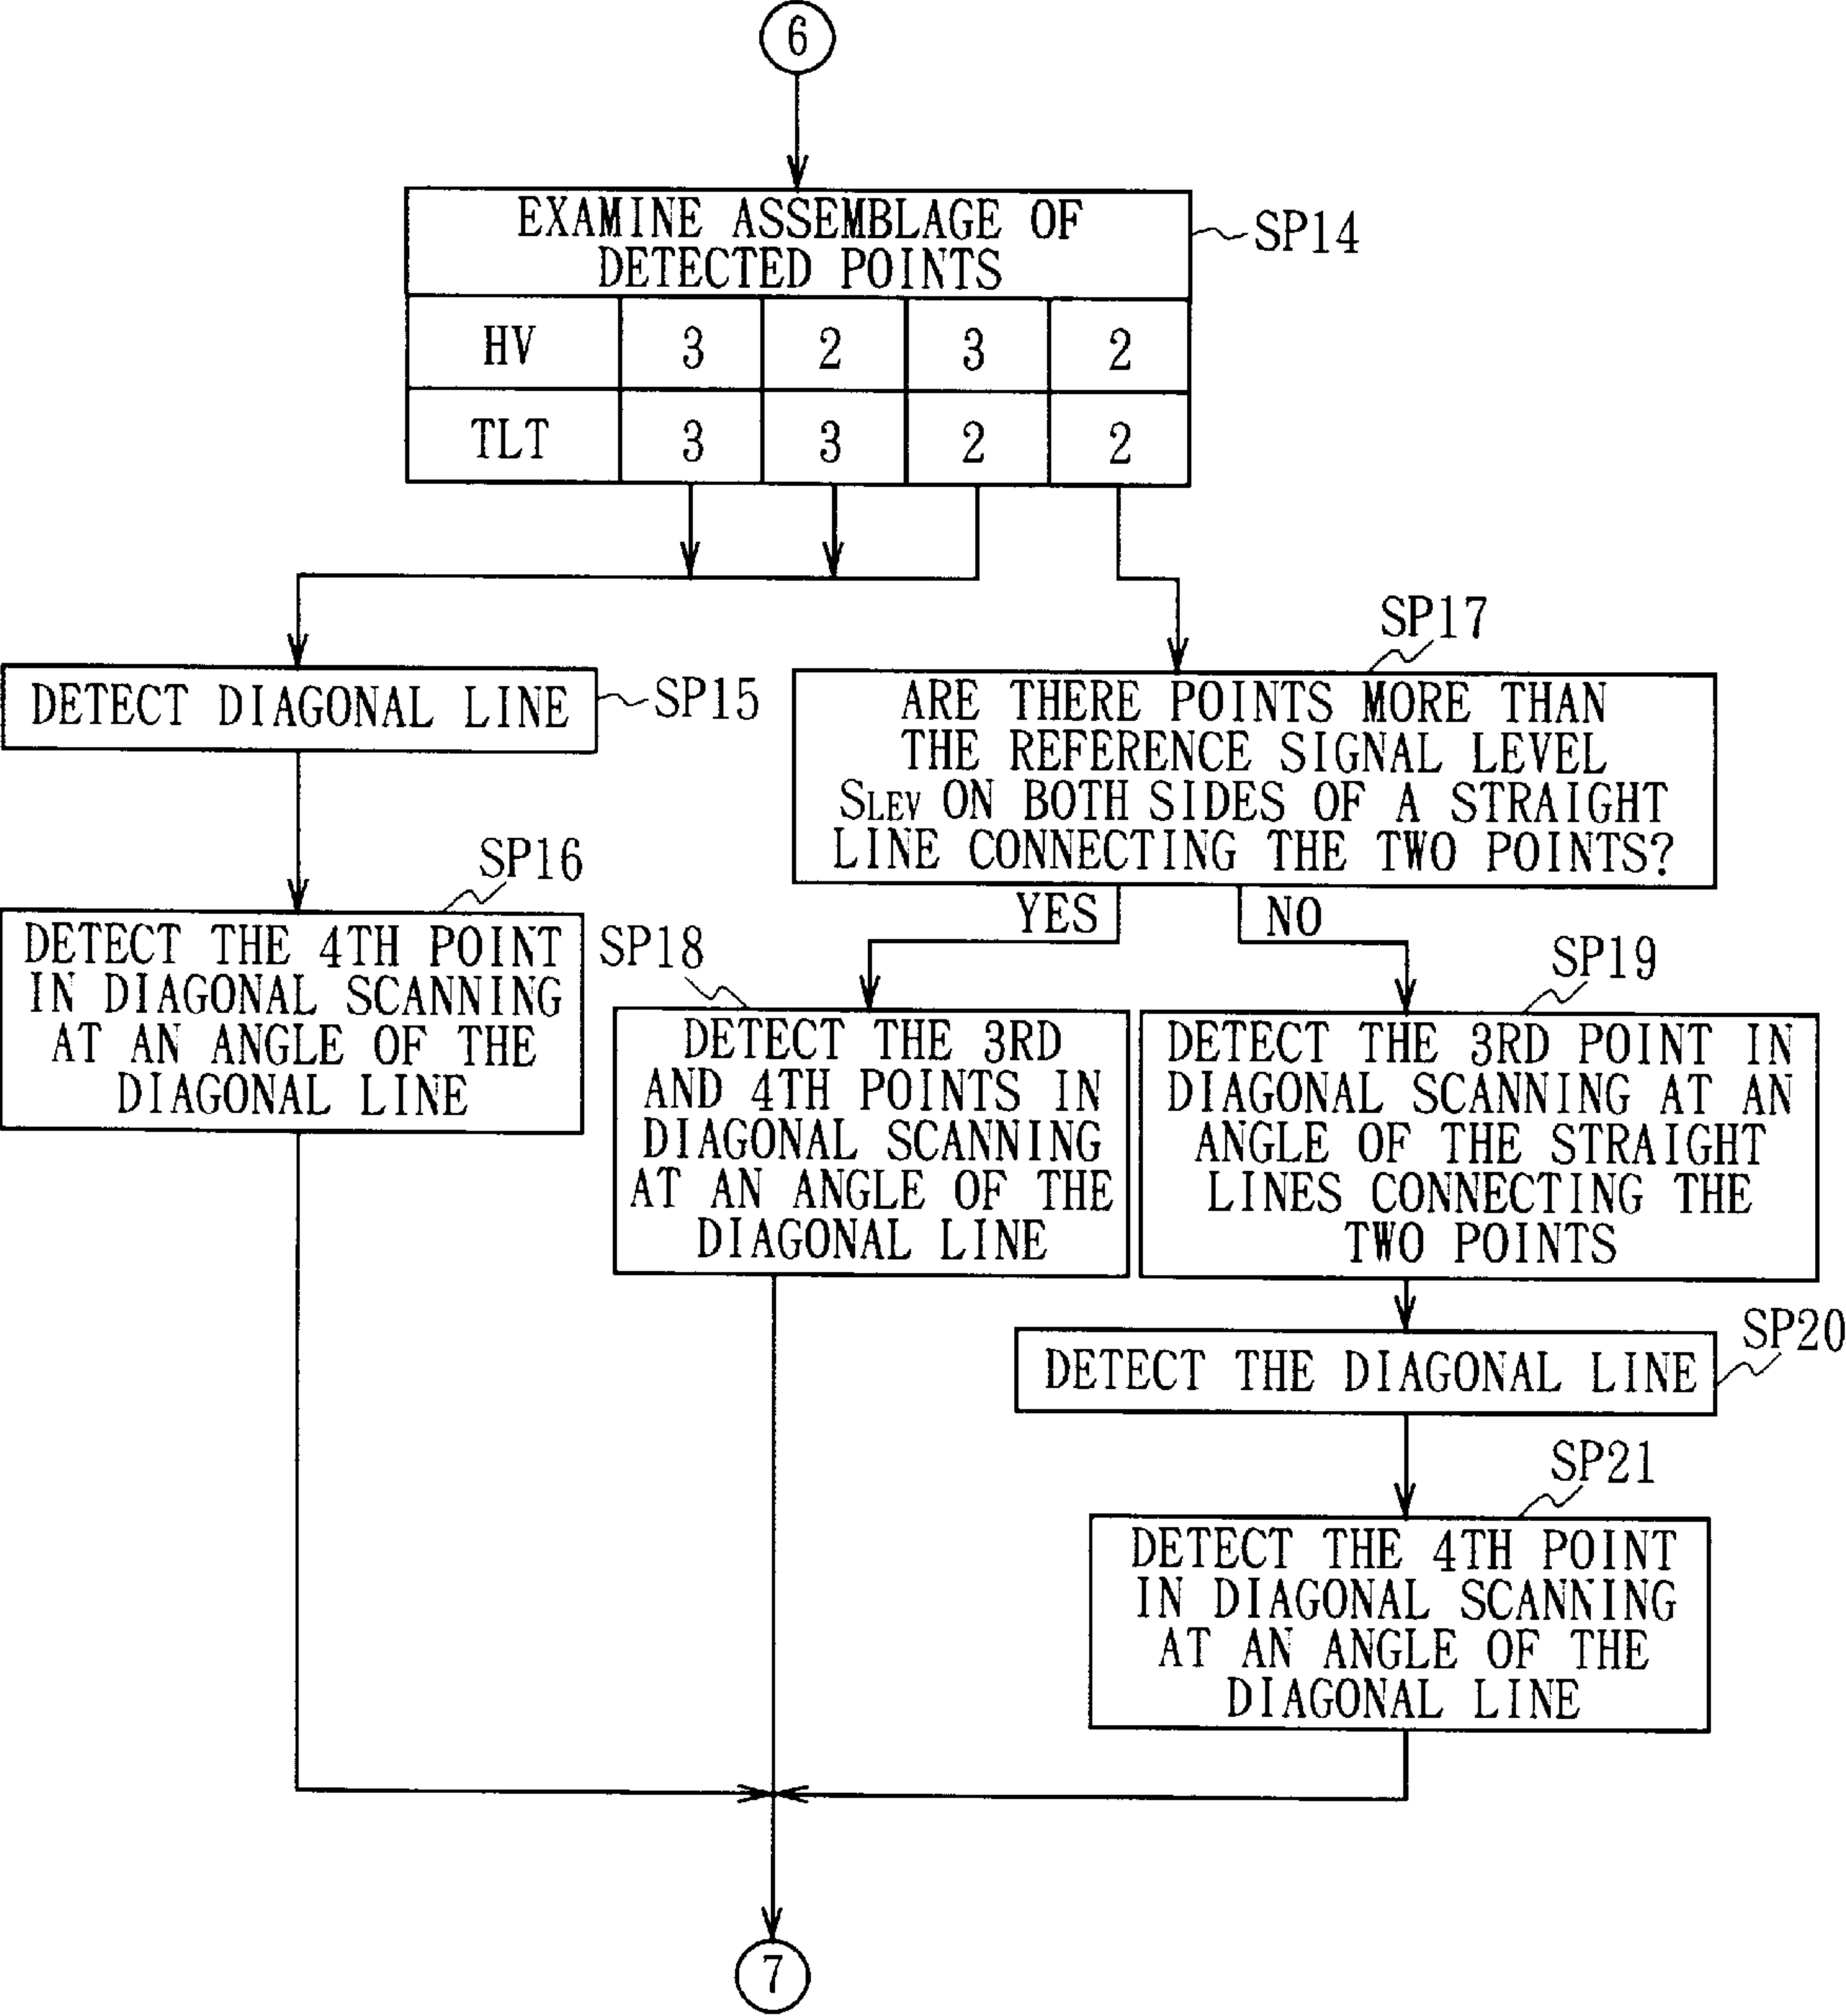 6
EXAMINE ASSEMBLAGE OF
DETECTED POINTS
SP14
HV 3 2 3 2
TLT 3 3 2 2
DETECT DIAGONAL LINE
SP15
SP17
ARE THERE POINTS MORE THAN
THE REFERENCE SIGNAL LEVEL
SLEV ON BOTH SIDES OF A STRAIGHT
LINE CONNECTING THE TWO POINTS?
YES
NO
SP16
DETECT THE 4TH POINT
IN DIAGONAL SCANNING
AT AN ANGLE OF THE
DIAGONAL LINE
SP18
DETECT THE 3RD
AND 4TH POINTS IN
DIAGONAL SCANNING
AT AN ANGLE OF THE
DIAGONAL LINE
SP19
DETECT THE 3RD POINT IN
DIAGONAL SCANNING AT AN
ANGLE OF THE STRAIGHT
LINES CONNECTING THE
TWO POINTS
SP20
DETECT THE DIAGONAL LINE
SP21
DETECT THE 4TH POINT
IN DIAGONAL SCANNING
AT AN ANGLE OF THE
DIAGONAL LINE
7